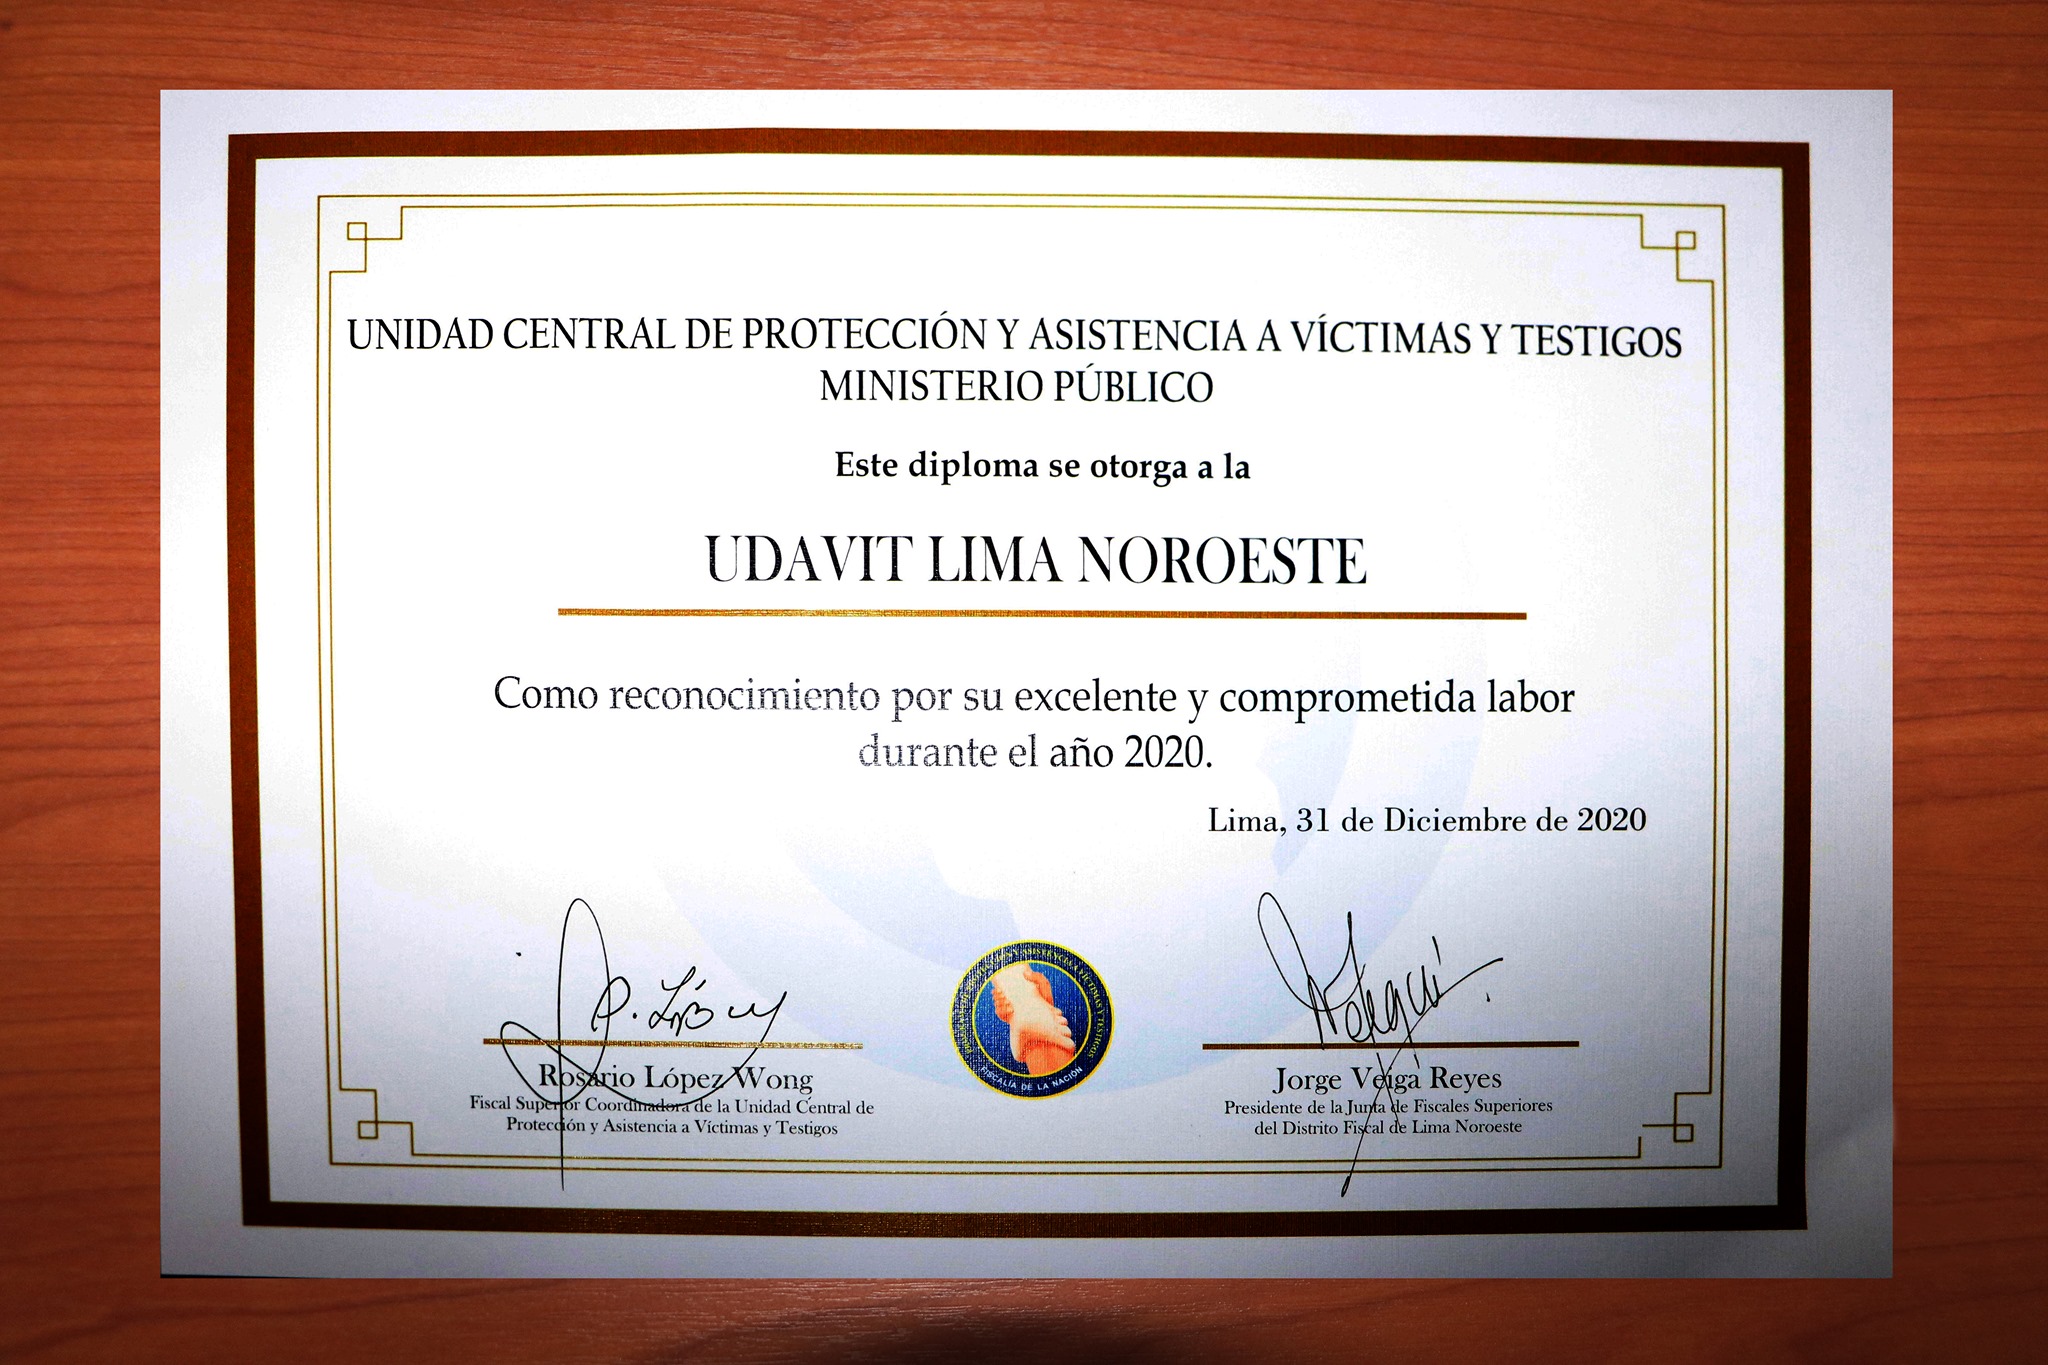 UNIDAD CENTRAL DE PROTECCIÓN Y ASISTENCIA A VÍCTIMAS Y TESTIGOS
MINISTERIO PÚBLICO
Este diploma se otorga a la
UDAVIT LIMA NOROESTE
Como reconocimiento por su excelente y comprometida labor
durante el año 2020.
Lima, 31 de Diciembre de 2020
Rosario López Wong
Fiscal Superior Coordinadora de la Unidad Central de
Protección y Asistencia a Víctimas y Testigos
FISCALÍA DE LA NACIÓN
Jorge Veiga Reyes
Presidente de la Junta de Fiscales Superiores
del Distrito Fiscal de Lima Noroeste